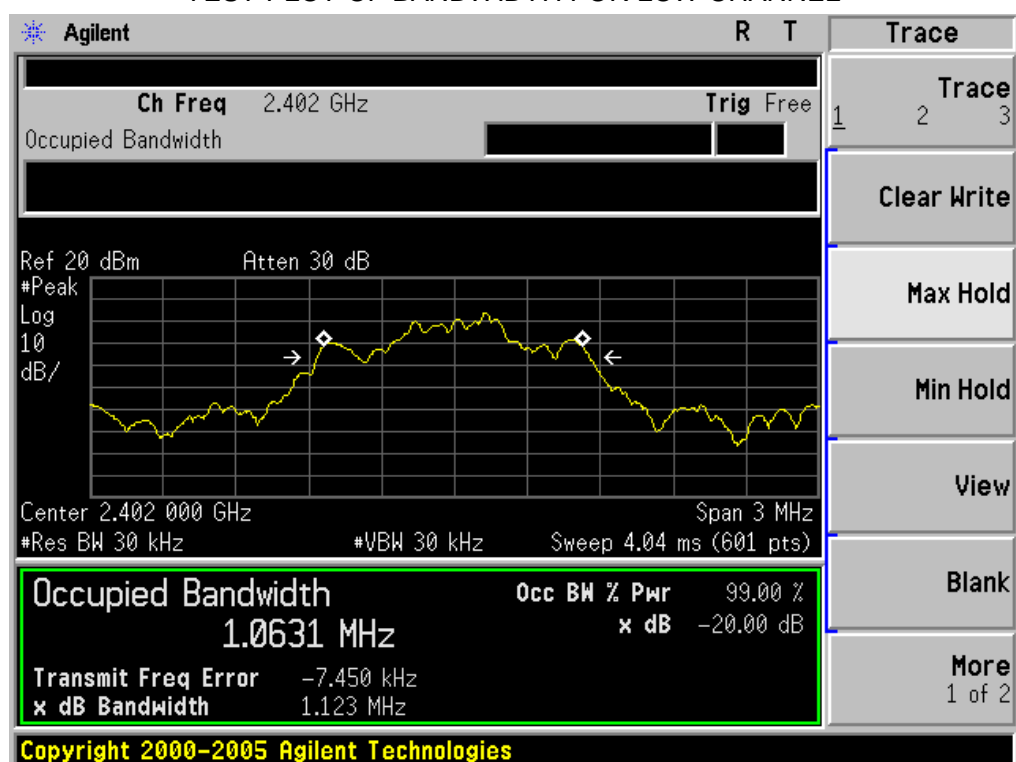 Agilent R T Trace
Ch Freq 2.402 GHz Trig Free
Occupied Bandwidth
Trace
1 2 3
Clear Write
Max Hold
Min Hold
View
Blank
More
1 of 2
Ref 20 dBm Atten 30 dB
#Peak
Log
10
dB/
Center 2.402 000 GHz Span 3 MHz
#Res BW 30 kHz #VBW 30 kHz Sweep 4.04 ms (601 pts)
Occupied Bandwidth Occ BW % Pwr 99.00 %
1.0631 MHz x dB -20.00 dB
Transmit Freq Error -7.450 kHz
x dB Bandwidth 1.123 MHz
Copyright 2000-2005 Agilent Technologies